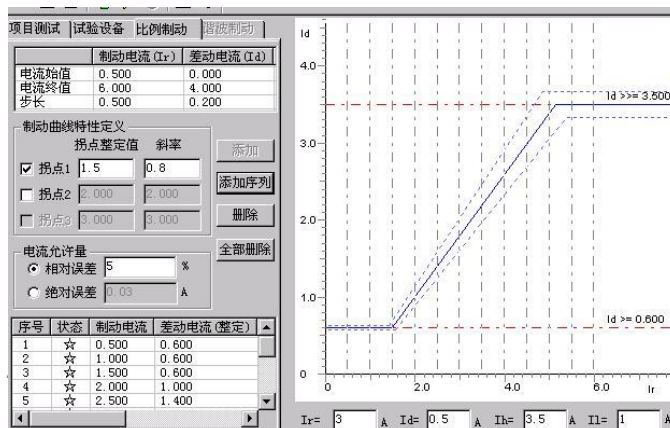 项目测试 试验设备 比例制动 谐波制动
制动电流(Ir) 差动电流(Id)
电流始值 0.500 0.000
电流终值 6.000 4.000
步长 0.500 0.200
制动曲线特性定义
拐点整定值 斜率
拐点1 1.5 0.8
拐点2 2.000 2.000
拐点3 3.000 3.000
添加
添加序列
删除
全部删除
电流允许量
相对误差 5 %
绝对误差 0.03 A
序号 状态 制动电流 差动电流(整定)
1 ☆ 0.500 0.600
2 ☆ 1.000 0.600
3 ☆ 1.500 0.600
4 ☆ 2.000 1.000
5 ☆ 2.500 1.400
Id
4.0
Id >>= 3.500
3.0
2.0
1.0
Id >= 0.600
0 2.0 4.0 6.0 Ir
Ir= 3 A Id= 0.5 A Ih= 3.5 A Il= 1 A